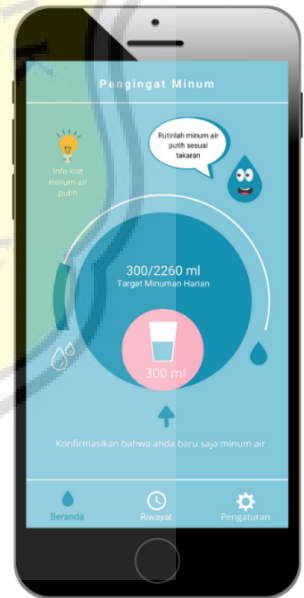 Pengingat Minum
Rutinlah minum air
putih sesuai
takaran
Info kiat
minum air
putih
300/2260 ml
Target Minuman Harian
300 ml
Konfirmasikan bahwa anda baru saja minum air
Beranda
Riwayat
Pengaturan